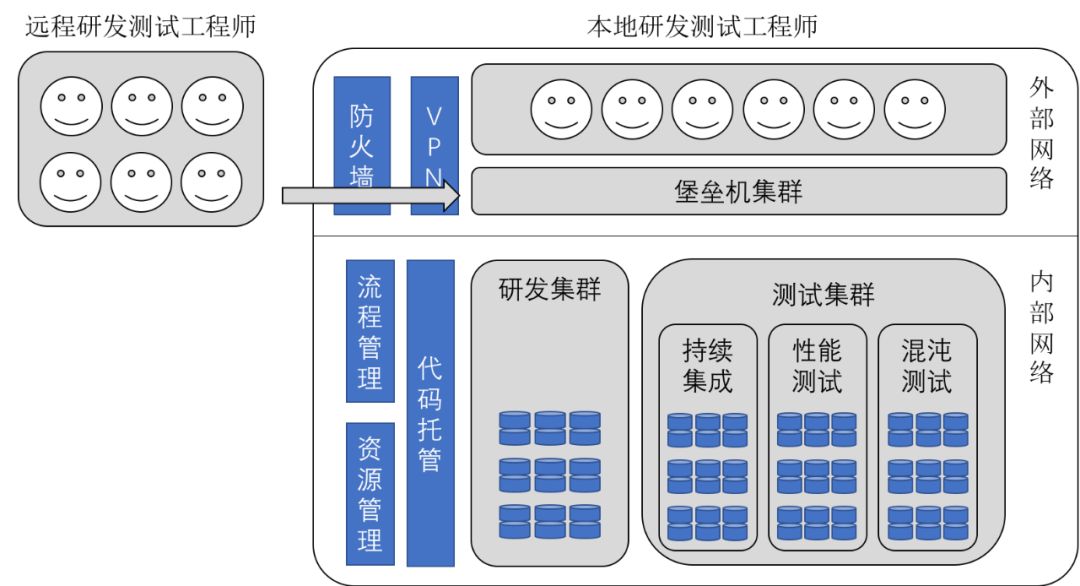 远程研发测试工程师
本地研发测试工程师
防火墙
VPN
外部网络
堡垒机集群
流程管理
资源管理
代码托管
研发集群
测试集群
持续
集成
性能
测试
混沌
测试
内部网络